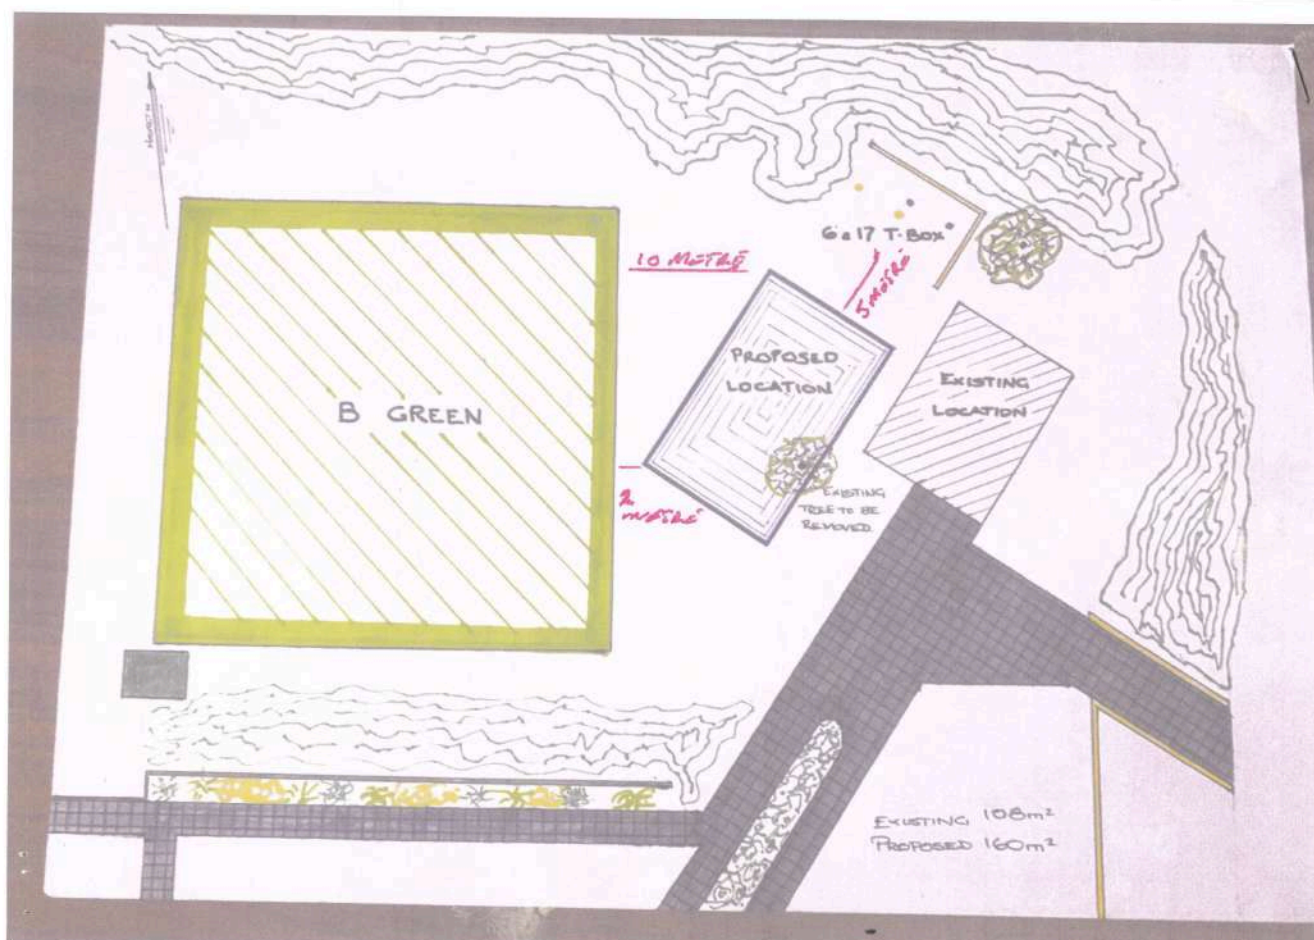 10 METRE
6 & 17 T-BOX
5 METRE
PROPOSED
LOCATION
EXISTING
LOCATION
B GREEN
2
METRE
EXISTING
TREE TO BE
REMOVED
EXISTING 108m²
PROPOSED 160m²